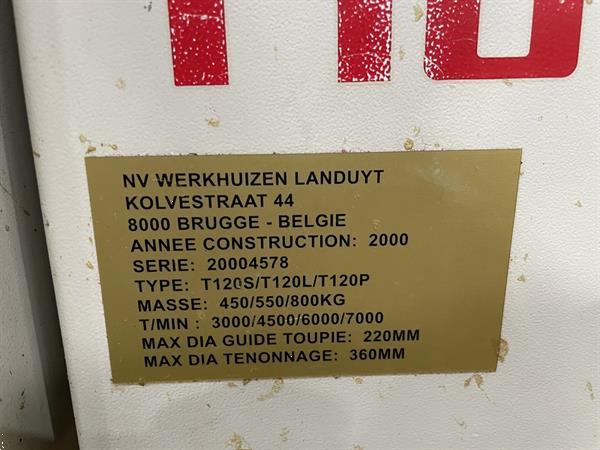 NV WERKHUIZEN LANDUYT
KOLVESTRAAT 44
8000 BRUGGE - BELGIE
ANNEE CONSTRUCTION: 2000
SERIE: 20004578
TYPE: T120S/T120L/T120P
MASSE: 450/550/800KG
T/MIN : 3000/4500/6000/7000
MAX DIA GUIDE TOUPIE: 220MM
MAX DIA TENONNAGE: 360MM